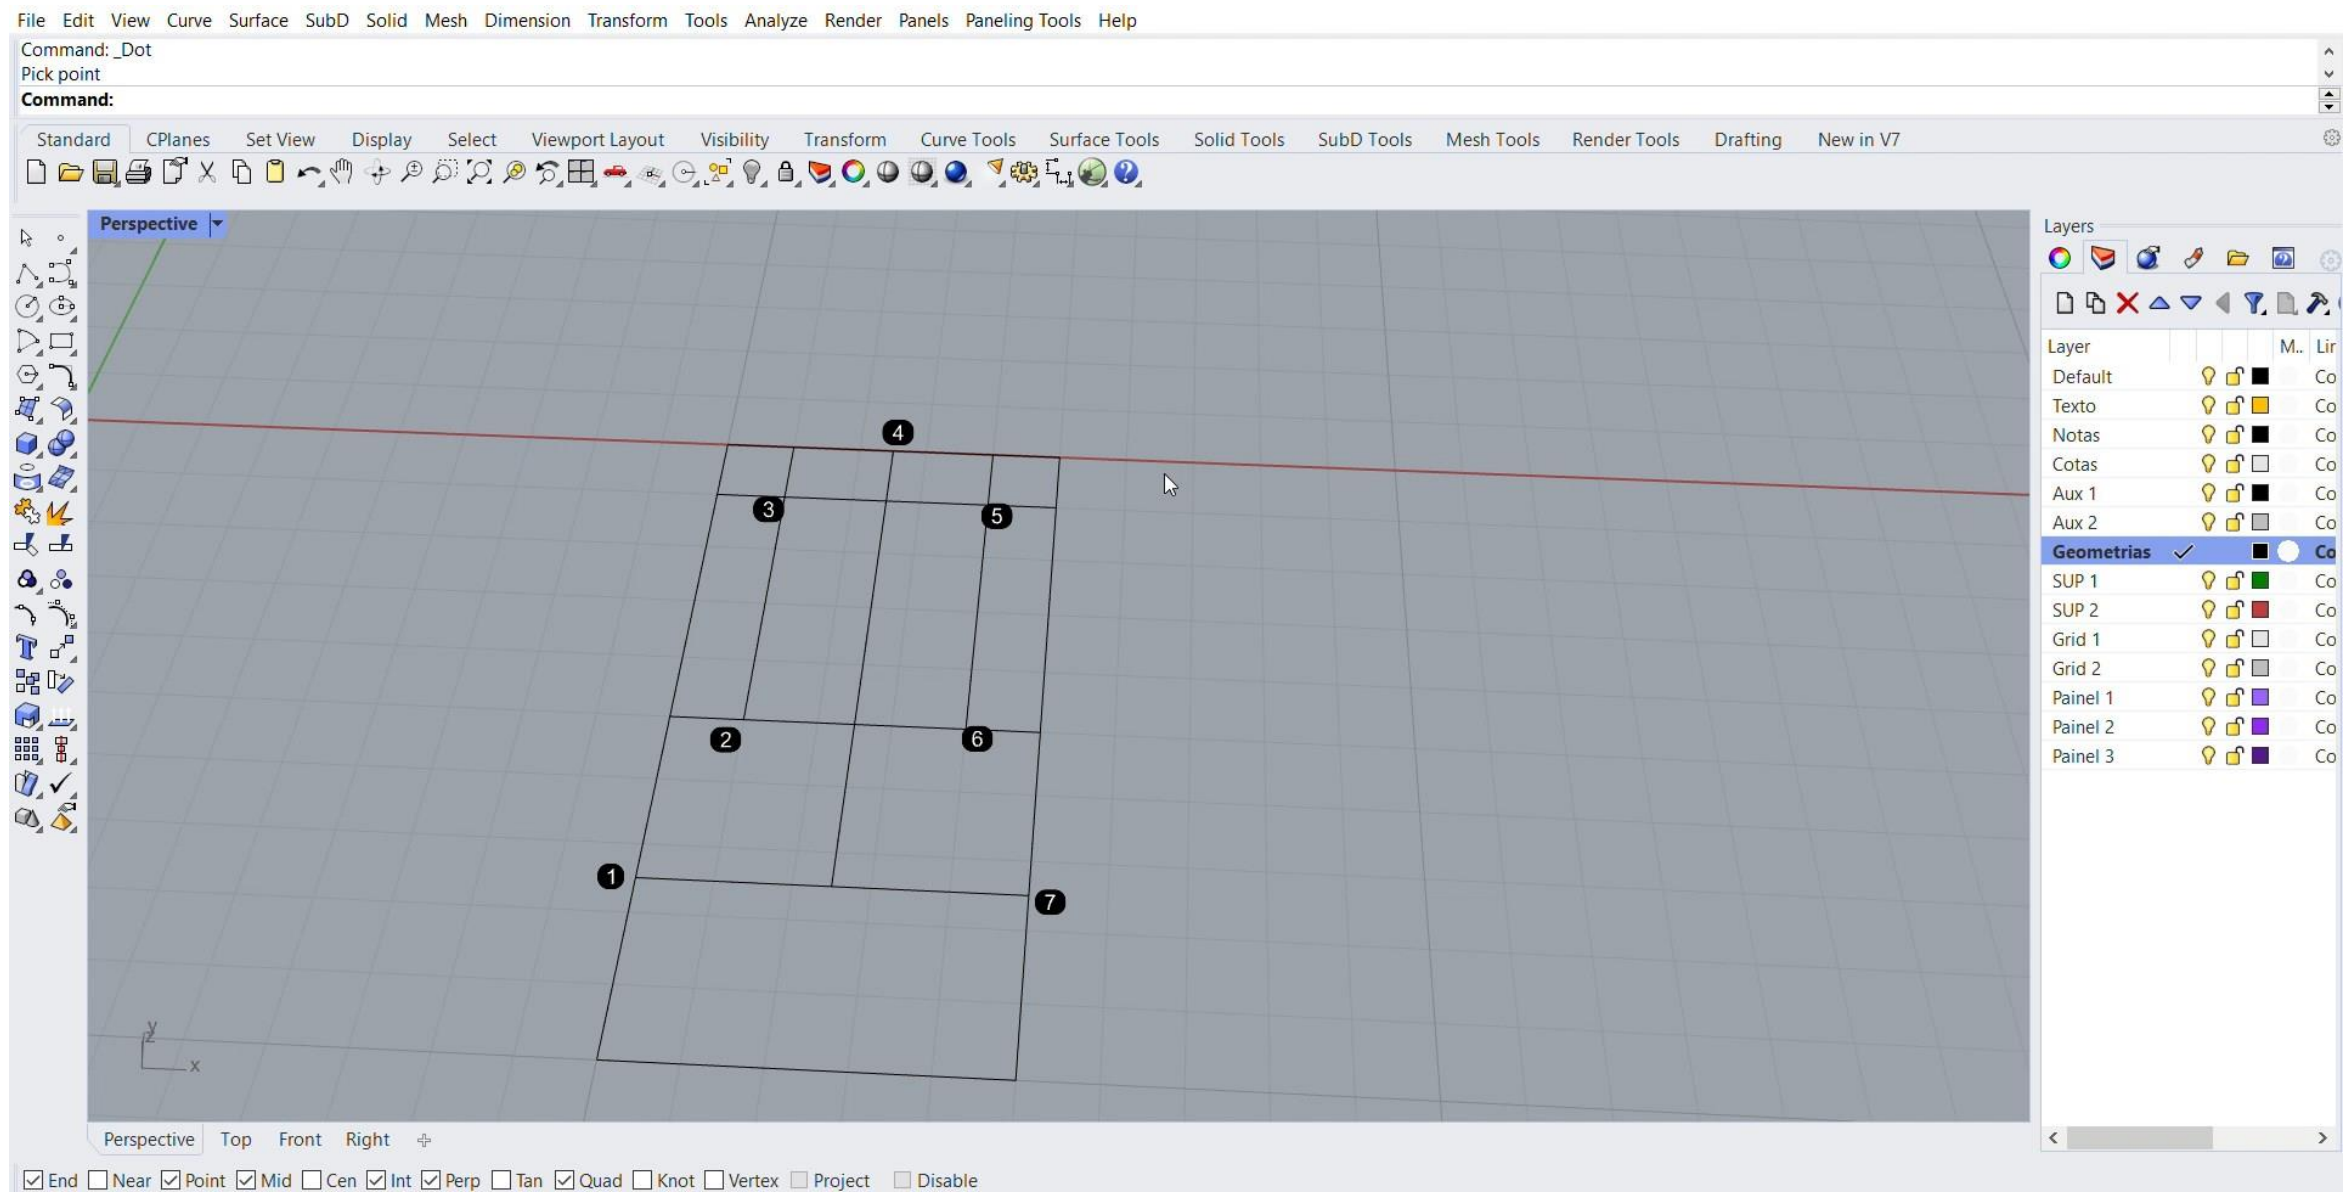 File Edit View Curve Surface SubD Solid Mesh Dimension Transform Tools Analyze Render Panels Paneling Tools Help
Command: _Dot
Pick point
Command:
Standard CPlanes Set View Display Select Viewport Layout Visibility Transform Curve Tools Surface Tools Solid Tools SubD Tools Mesh Tools Render Tools Drafting New in V7
Perspective
4
3
5
2
6
1
7
y
z
x
Layers
Layer M.. Lir
Default Co
Texto Co
Notas Co
Cotas Co
Aux 1 Co
Aux 2 Co
Geometrias Co
SUP 1 Co
SUP 2 Co
Grid 1 Co
Grid 2 Co
Painel 1 Co
Painel 2 Co
Painel 3 Co
Perspective Top Front Right
End Near Point Mid Cen Int Perp Tan Quad Knot Vertex Project Disable